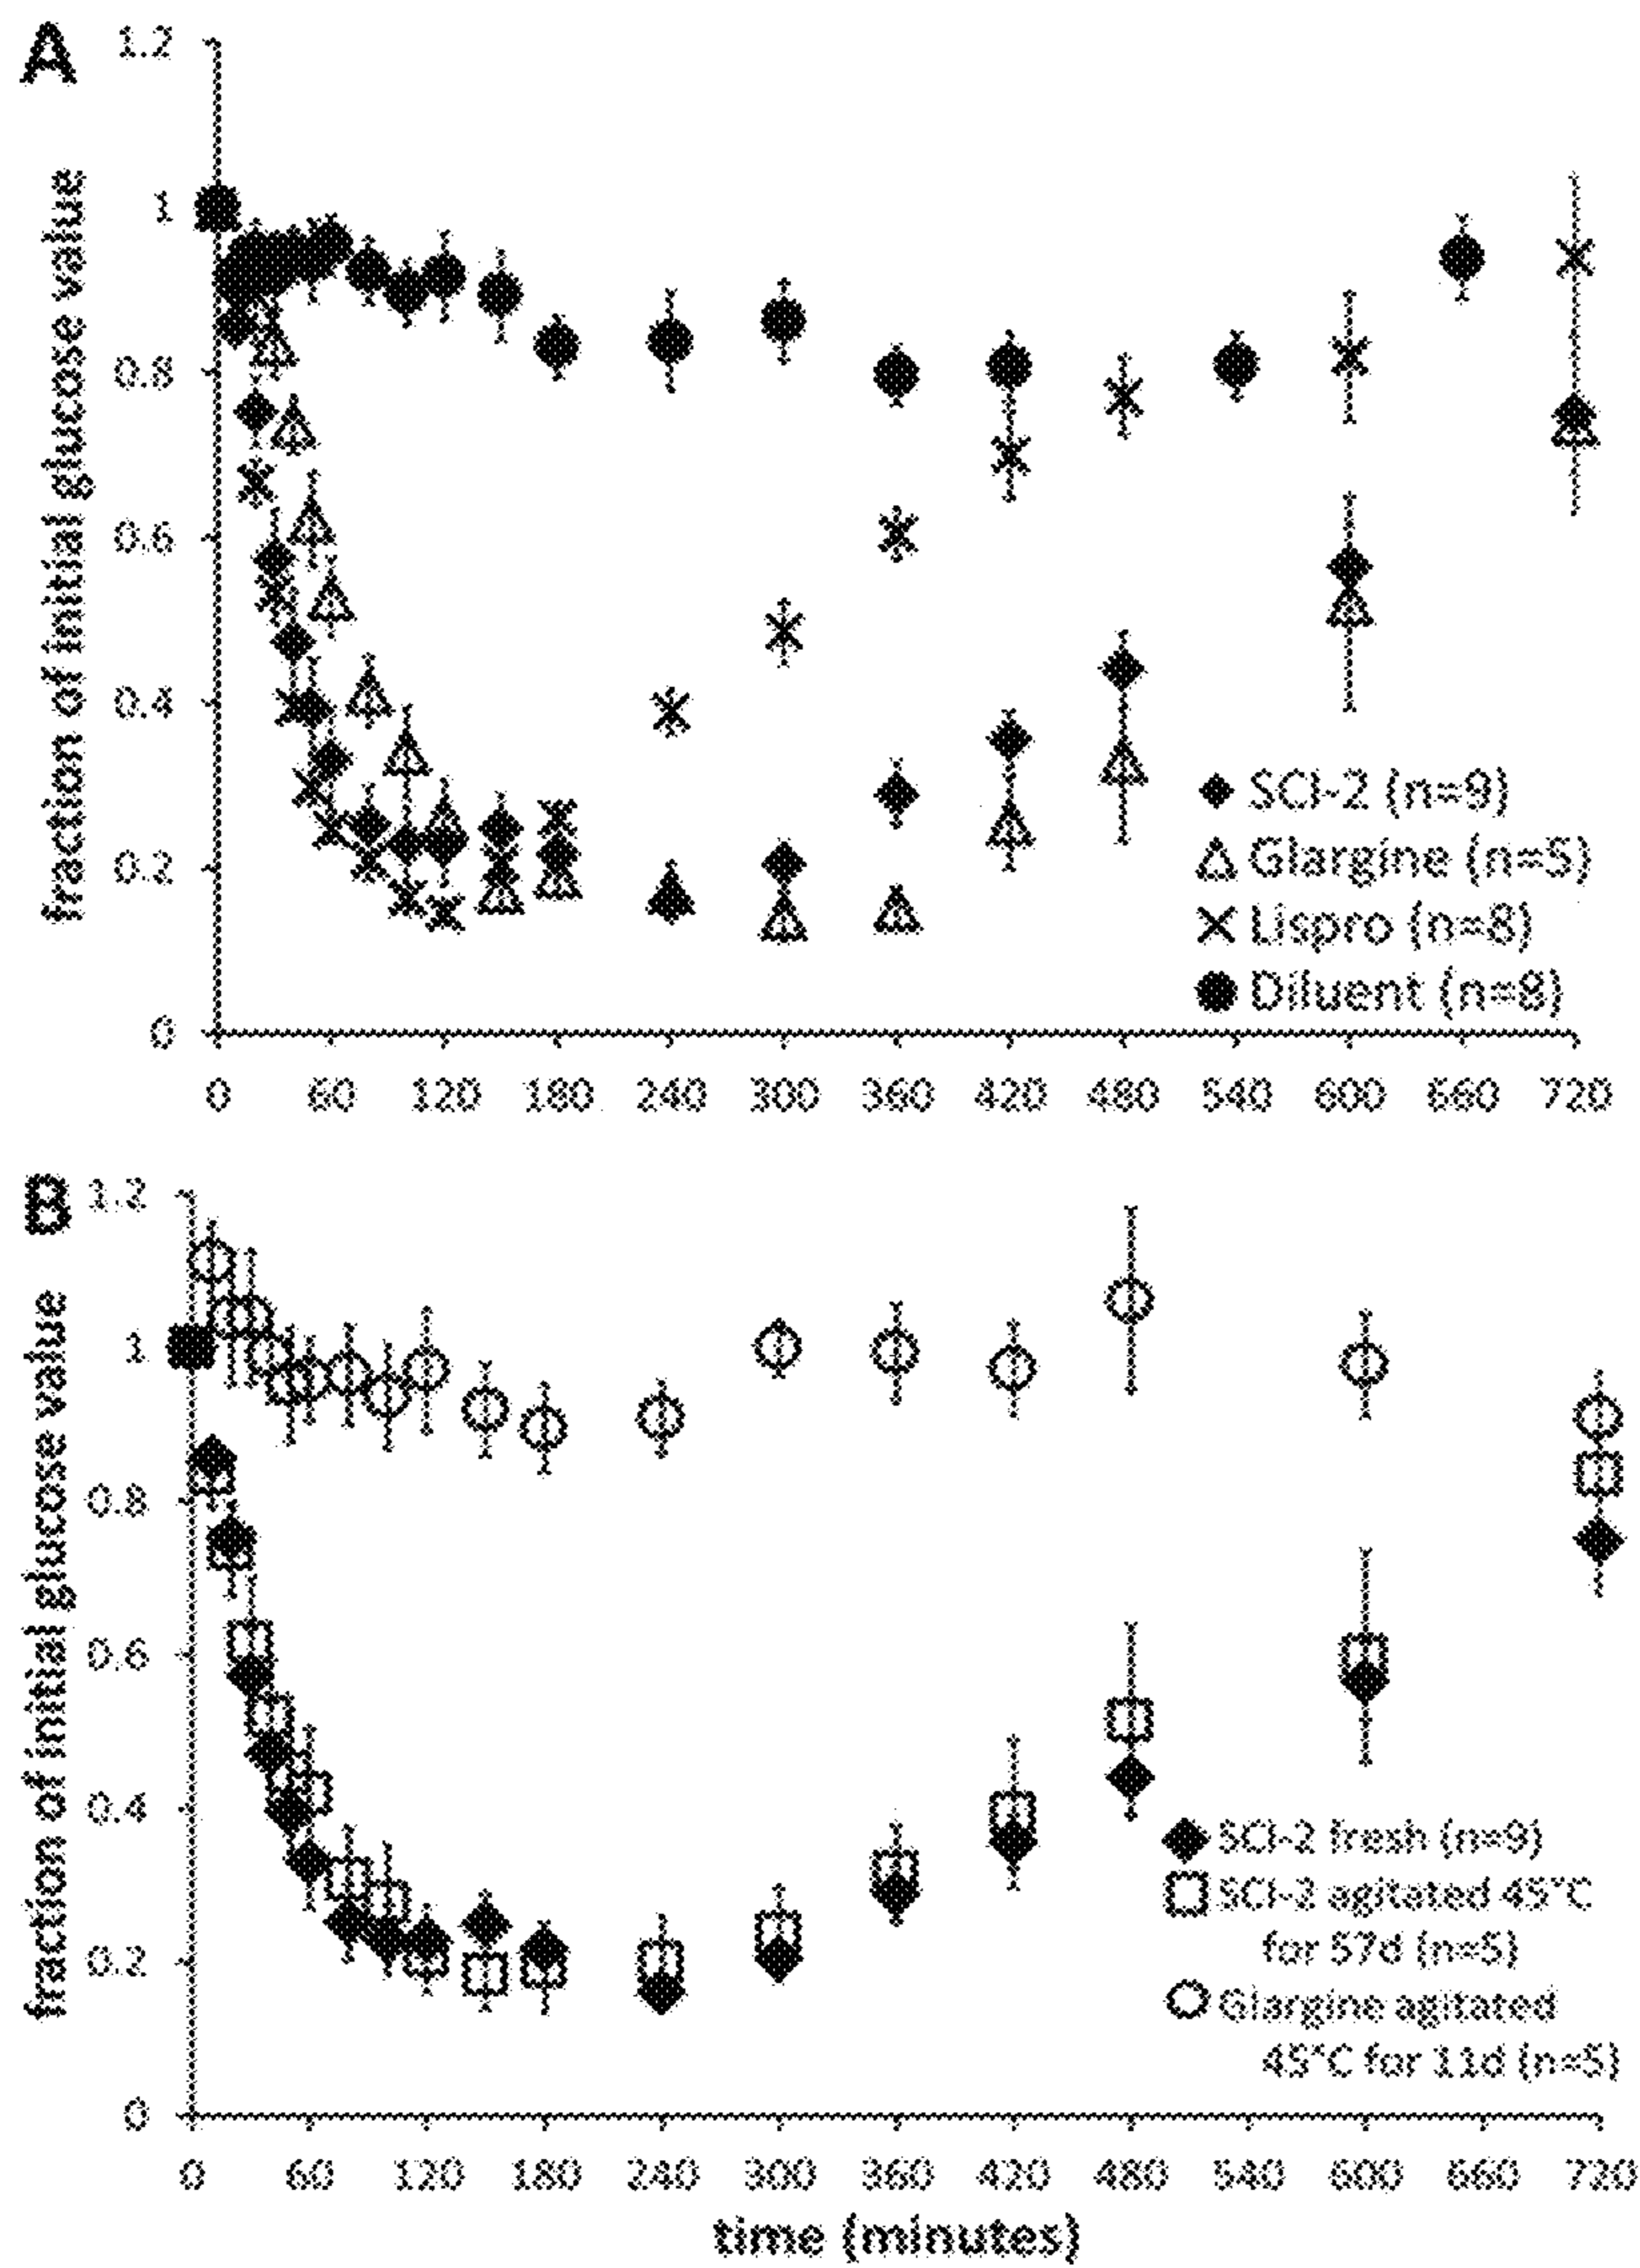 A
1.2
1
0.8
0.6
0.4
0.2
0
fraction of initial glucose value
SCI-2 (n=9)
Glargine (n=5)
Lispro (n=8)
Diluent (n=8)
0 60 120 180 240 300 360 420 480 540 600 660 720
B
1.2
1
0.8
0.6
0.4
0.2
0
fraction of initial glucose value
SCI-2 fresh (n=9)
SCI-2 agitated 45°C
for 57d (n=5)
Glargine agitated
45°C for 11d (n=5)
0 60 120 180 240 300 360 420 480 540 600 660 720
time (minutes)